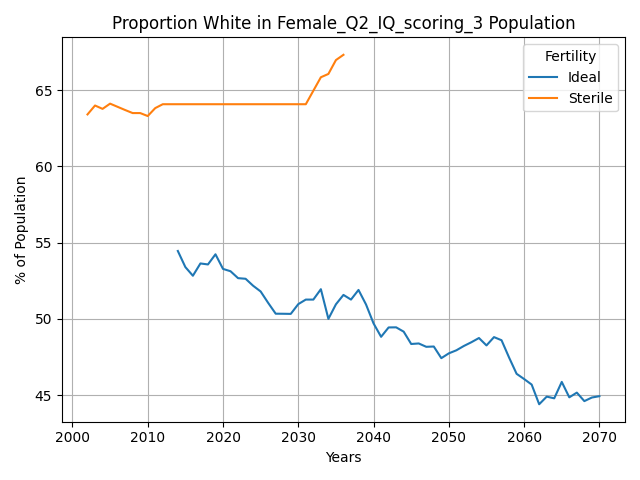 Proportion White in Female_Q2_IQ_scoring_3 Population
Fertility
Ideal
Sterile
% of Population
65
60
55
50
45
2000 2010 2020 2030 2040 2050 2060 2070
Years